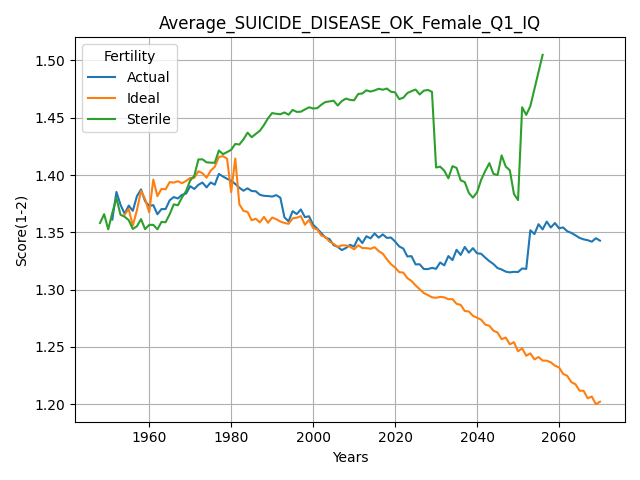 Average_SUICIDE_DISEASE_OK_Female_Q1_IQ
Fertility
Actual
Ideal
Sterile
Score(1-2)
1.50
1.45
1.40
1.35
1.30
1.25
1.20
1960 1980 2000 2020 2040 2060
Years